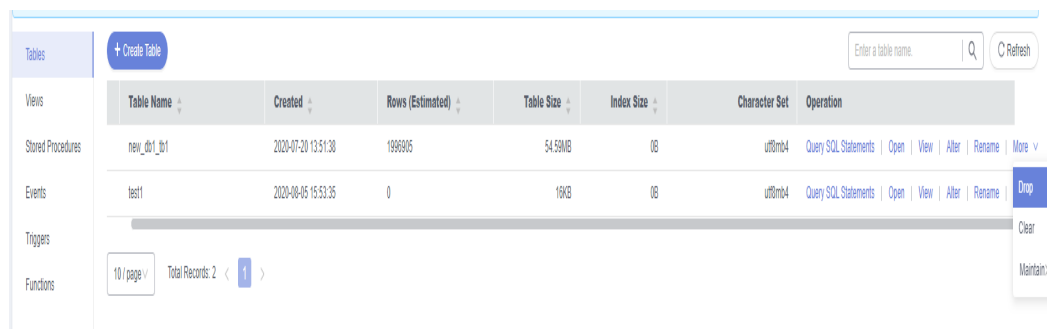 Tables
+ Create Table
Enter a table name.
Refresh
Table Name Created Rows (Estimated) Table Size Index Size Character Set Operation
Views
Stored Procedures
new_db1_tb1 2020-07-20 13:51:38 1996905 54.59MB 0B utf8mb4 Query SQL Statements | Open | View | Alter | Rename | More
Events
test1 2020-08-05 15:53:35 0 16KB 0B utf8mb4 Query SQL Statements | Open | View | Alter | Rename |
Drop
Clear
Maintain
Triggers
10 / page Total Records: 2 < 1 >
Functions